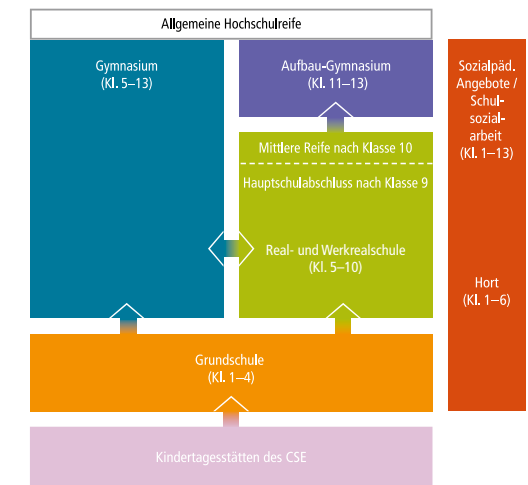 Allgemeine Hochschulreife
Gymnasium
(Kl. 5–13)
Aufbau-Gymnasium
(Kl. 11–13)
Mittlere Reife nach Klasse 10
Hauptschulabschluss nach Klasse 9
Real- und Werkrealschule
(Kl. 5–10)
Grundschule
(Kl. 1–4)
Kindertagesstätten des CSE
Sozialpäd.
Angebote /
Schul-
sozial-
arbeit
(Kl. 1–13)
Hort
(Kl. 1–6)